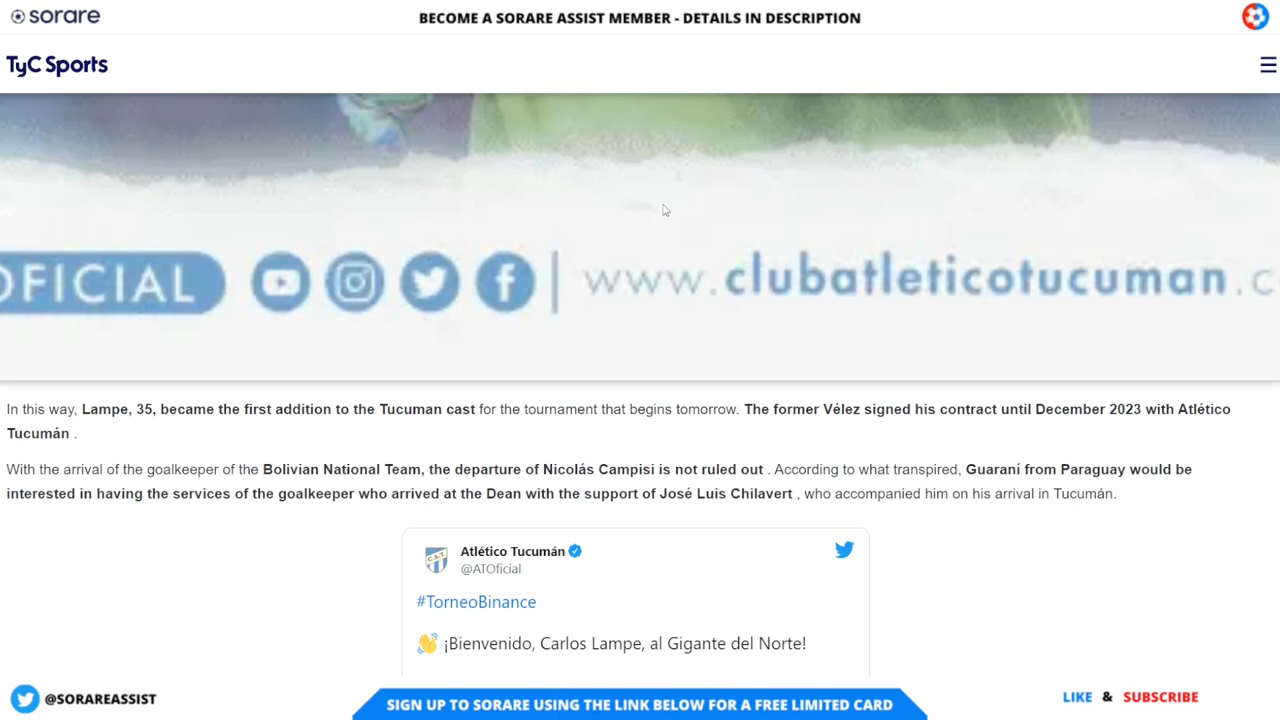 sorare
BECOME A SORARE ASSIST MEMBER - DETAILS IN DESCRIPTION
TyC Sports
OFICIAL
www.clubatleticotucuman.c
In this way, Lampe, 35, became the first addition to the Tucuman cast for the tournament that begins tomorrow. The former Vélez signed his contract until December 2023 with Atlético
Tucumán .
With the arrival of the goalkeeper of the Bolivian National Team, the departure of Nicolás Campisi is not ruled out . According to what transpired, Guaraní from Paraguay would be
interested in having the services of the goalkeeper who arrived at the Dean with the support of José Luis Chilavert , who accompanied him on his arrival in Tucumán.
Atlético Tucumán
@ATOficial
#TorneoBinance
👋 ¡Bienvenido, Carlos Lampe, al Gigante del Norte!
@SORAREASSIST
SIGN UP TO SORARE USING THE LINK BELOW FOR A FREE LIMITED CARD
LIKE & SUBSCRIBE